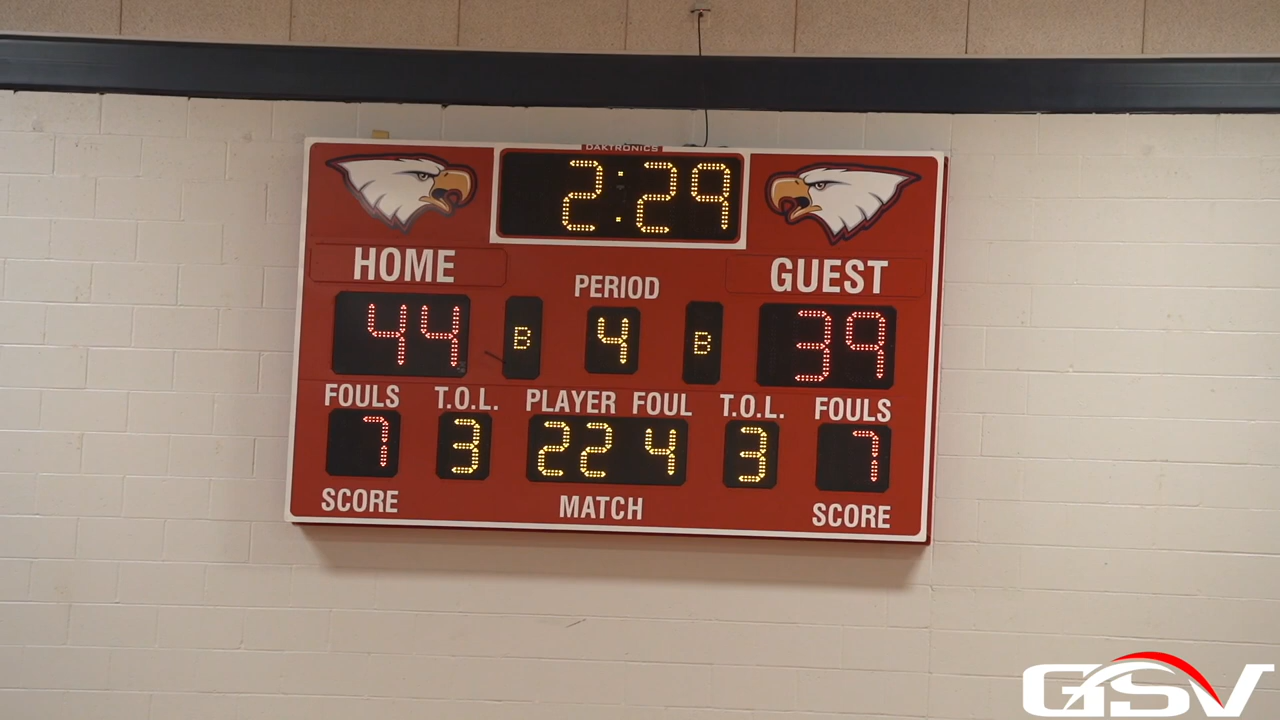 DAKTRONICS
2:29
HOME
GUEST
PERIOD
44 B 4 B 39
FOULS T.O.L. PLAYER FOUL T.O.L. FOULS
7 3 22 4 3 7
SCORE MATCH SCORE
GSV